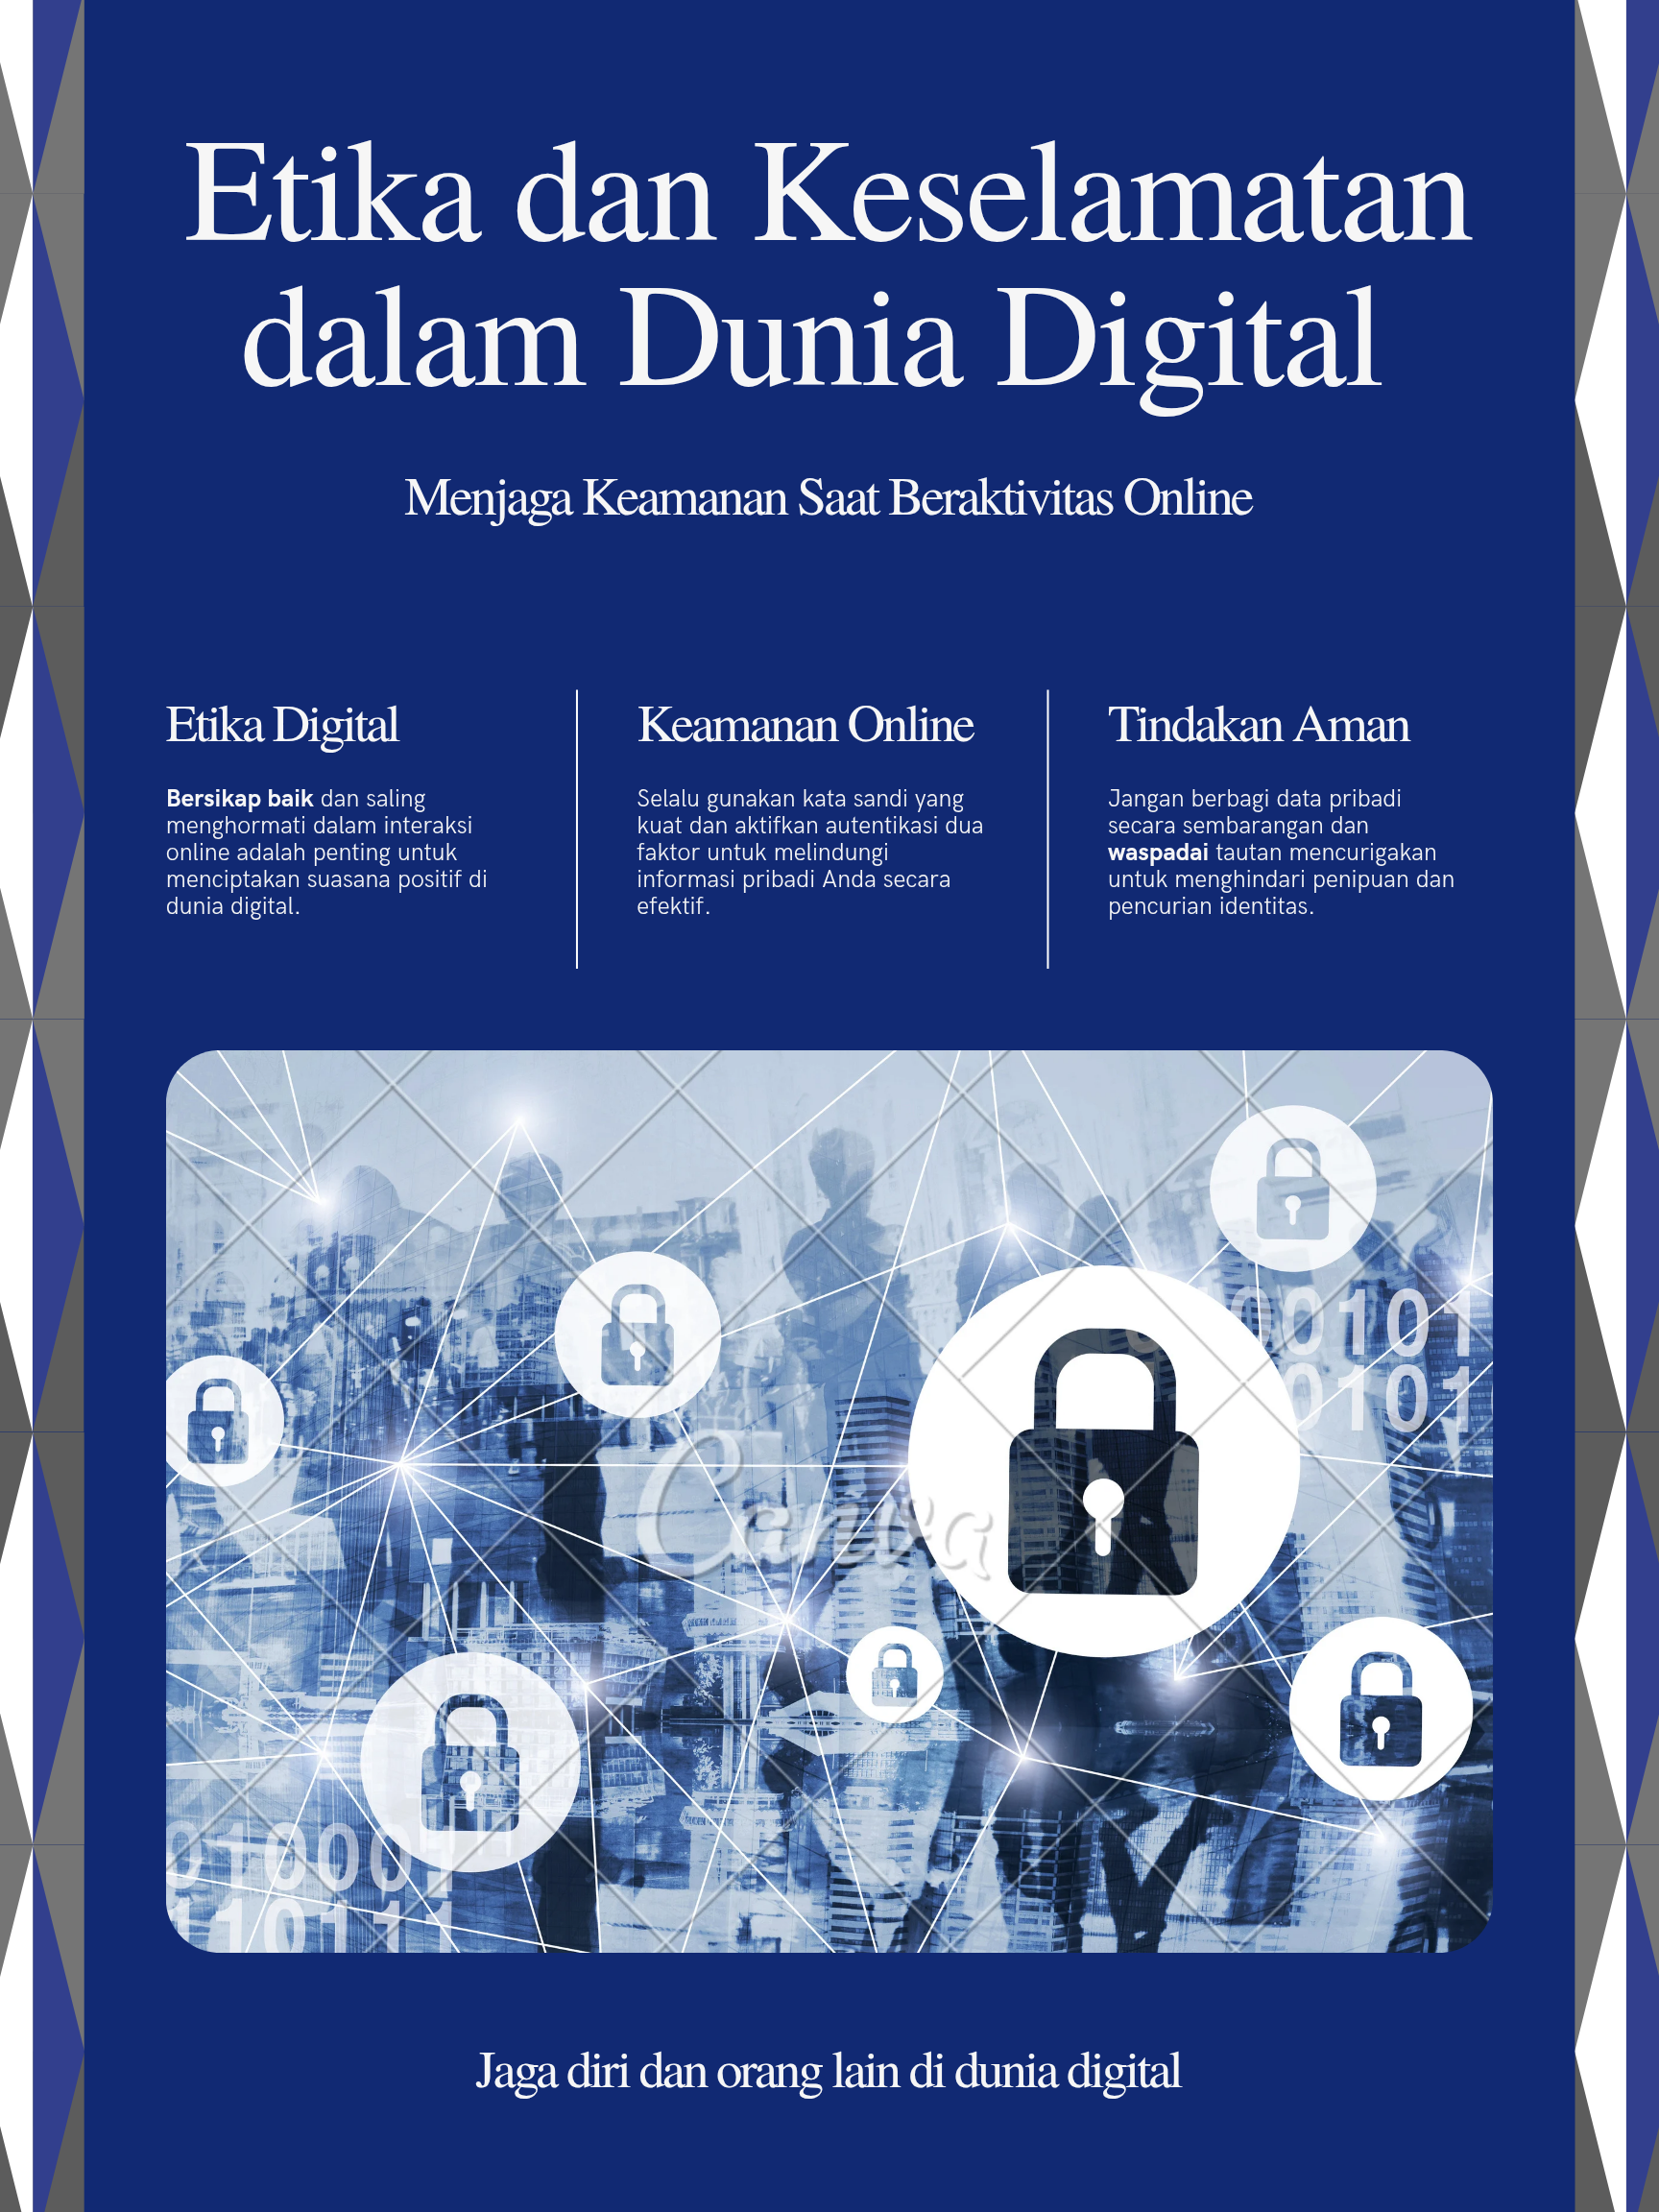 Etika dan Keselamatan
dalam Dunia Digital
Menjaga Keamanan Saat Beraktivitas Online
Etika Digital
Bersikap baik dan saling
menghormati dalam interaksi
online adalah penting untuk
menciptakan suasana positif di
dunia digital.
Keamanan Online
Selalu gunakan kata sandi yang
kuat dan aktifkan autentikasi dua
faktor untuk melindungi
informasi pribadi Anda secara
efektif.
Tindakan Aman
Jangan berbagi data pribadi
secara sembarangan dan
waspadai tautan mencurigakan
untuk menghindari penipuan dan
pencurian identitas.
00101
0101
Canva
010001
110111
Jaga diri dan orang lain di dunia digital